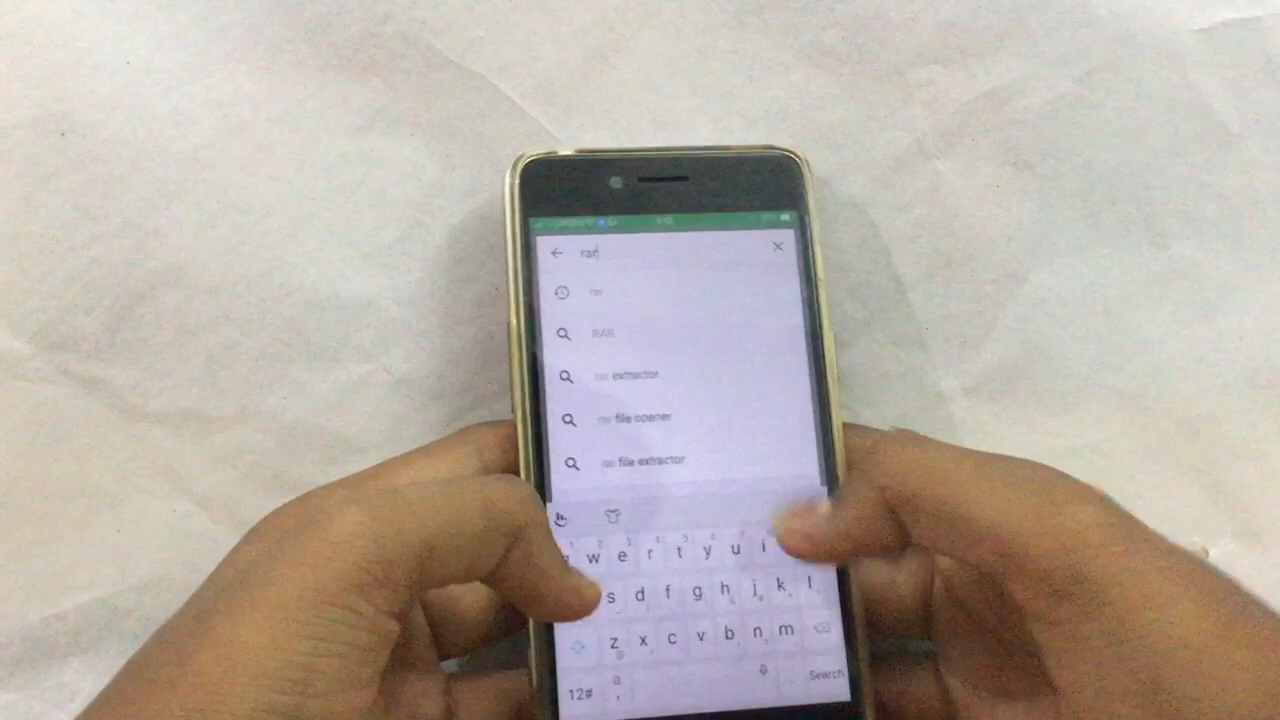 rar
rar
RAR
rar extractor
rar file opener
rar file extractor
w e r t y u i
s d f g h j k l
z x c v b n m
12# a , . Search